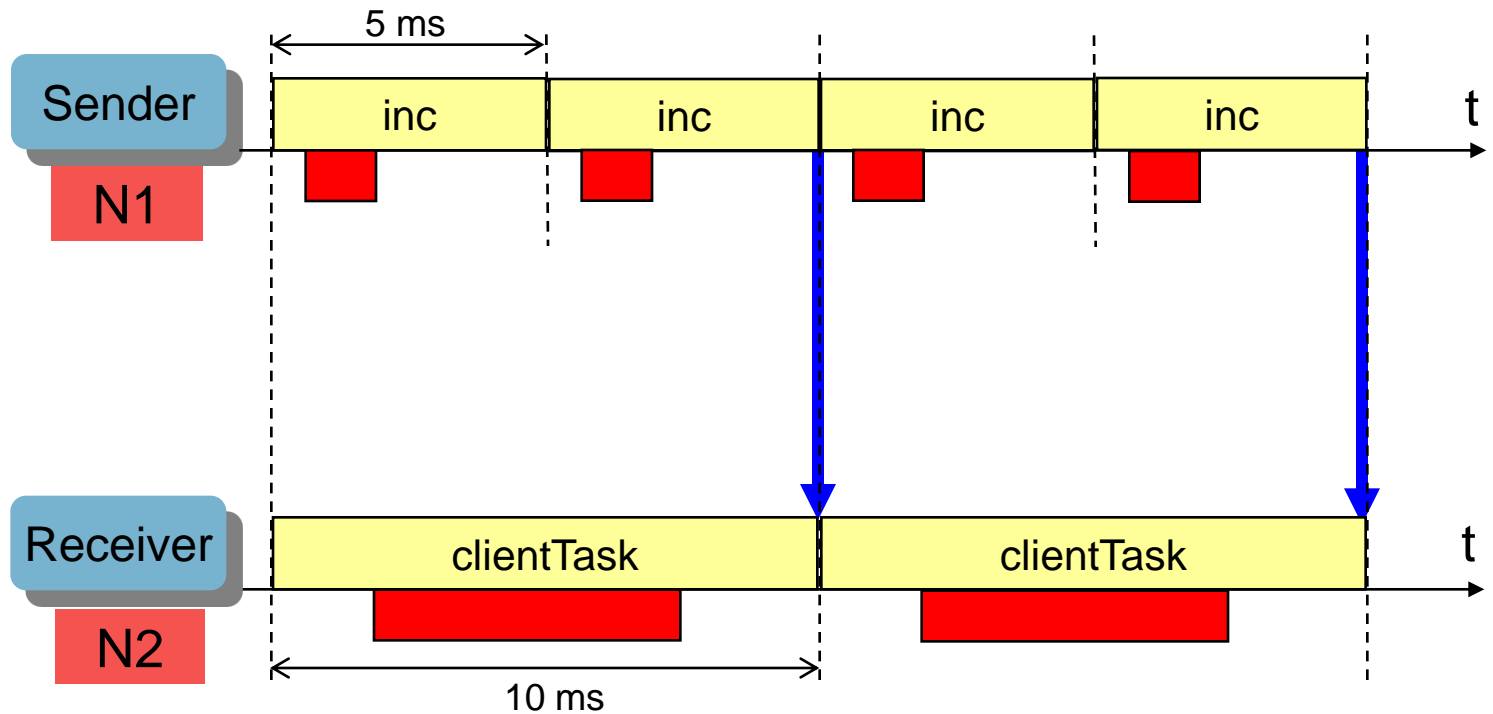 5 ms
Sender
inc
inc
inc
inc
t
N1
Receiver
clientTask
clientTask
t
N2
10 ms